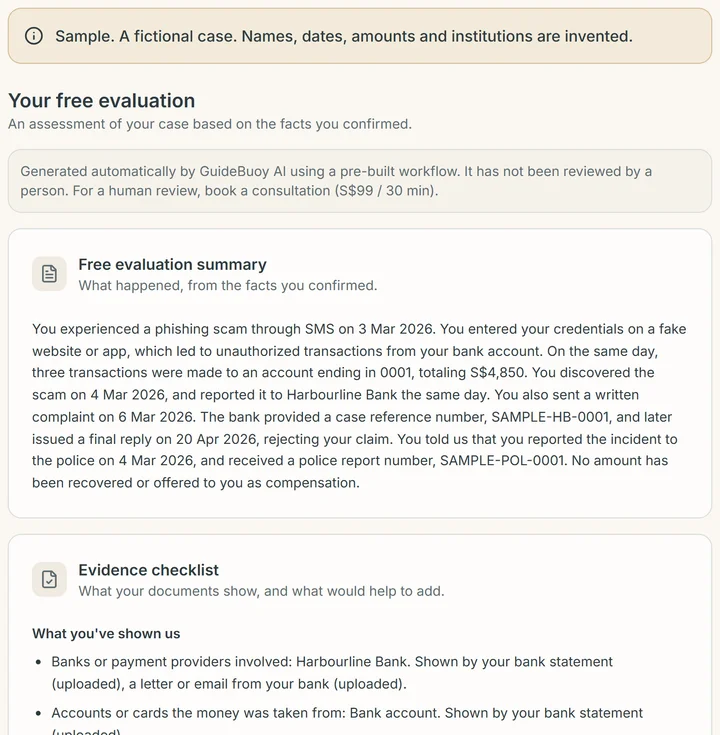 Sample. A fictional case. Names, dates, amounts and institutions are invented.
Your free evaluation
An assessment of your case based on the facts you confirmed.
Generated automatically by GuideBuoy AI using a pre-built workflow. It has not been reviewed by a
person. For a human review, book a consultation (S$99 / 30 min).
Free evaluation summary
What happened, from the facts you confirmed.
You experienced a phishing scam through SMS on 3 Mar 2026. You entered your credentials on a fake
website or app, which led to unauthorized transactions from your bank account. On the same day,
three transactions were made to an account ending in 0001, totaling S$4,850. You discovered the
scam on 4 Mar 2026, and reported it to Harbourline Bank the same day. You also sent a written
complaint on 6 Mar 2026. The bank provided a case reference number, SAMPLE-HB-0001, and later
issued a final reply on 20 Apr 2026, rejecting your claim. You told us that you reported the incident to
the police on 4 Mar 2026, and received a police report number, SAMPLE-POL-0001. No amount has
been recovered or offered to you as compensation.
Evidence checklist
What your documents show, and what would help to add.
What you've shown us
• Banks or payment providers involved: Harbourline Bank. Shown by your bank statement
(uploaded), a letter or email from your bank (uploaded).
• Accounts or cards the money was taken from: Bank account. Shown by your bank statement
(uploaded)